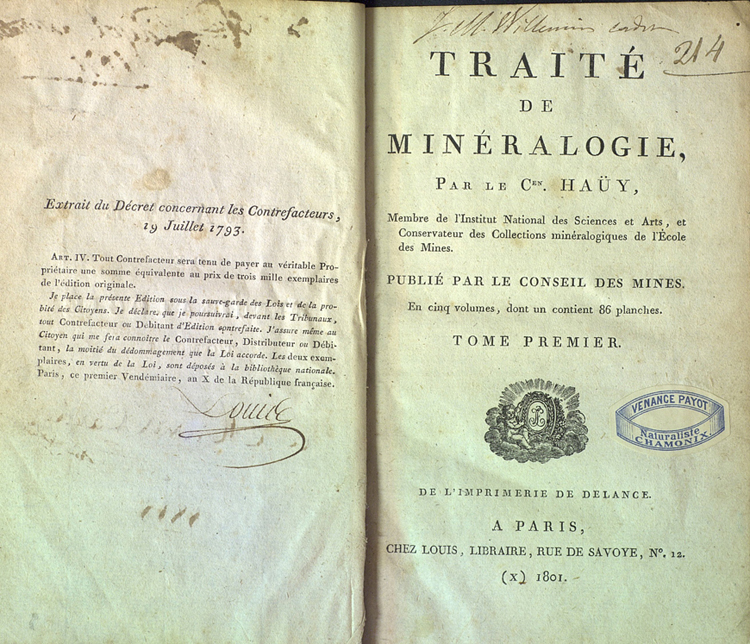 Extrait du Décret concernant les Contrefacteurs,
19 Juillet 1793.
ART. IV. Tout Contrefacteur sera tenu de payer au véritable Pro-
priétaire une somme équivalente au prix de trois mille exemplaires
de l'édition originale.
Je place la présente Edition sous la sauve-garde des Lois et de la pro-
bité des Citoyens. Je déclare, que je poursuivrai, devant les Tribunaux,
tout Contrefacteur ou Débitant d'Edition contrefaite. J'assure même au
Citoyen qui me fera connoître le Contrefacteur, Distributeur ou Débi-
tant, la moitié du dédommagement que la Loi accorde. Les deux exem-
plaires, en vertu de la Loi, sont déposés à la bibliothèque nationale.
Paris, ce premier Vendémiaire, an X de la République française.
Louis
J. M. Willemin
214
TRAITÉ
DE
MINÉRALOGIE,
PAR LE CEN. HAÜY,
Membre de l'Institut National des Sciences et Arts, et
Conservateur des Collections minéralogiques de l'École
des Mines.
PUBLIÉ PAR LE CONSEIL DES MINES.
En cinq volumes, dont un contient 86 planches.
TOME PREMIER.
VENANCE PAYOT
Naturaliste
CHAMONIX
DE L'IMPRIMERIE DE DELANCE.
A PARIS,
CHEZ LOUIS, LIBRAIRE, RUE DE SAVOYE, N°. 12.
(X) 1801.